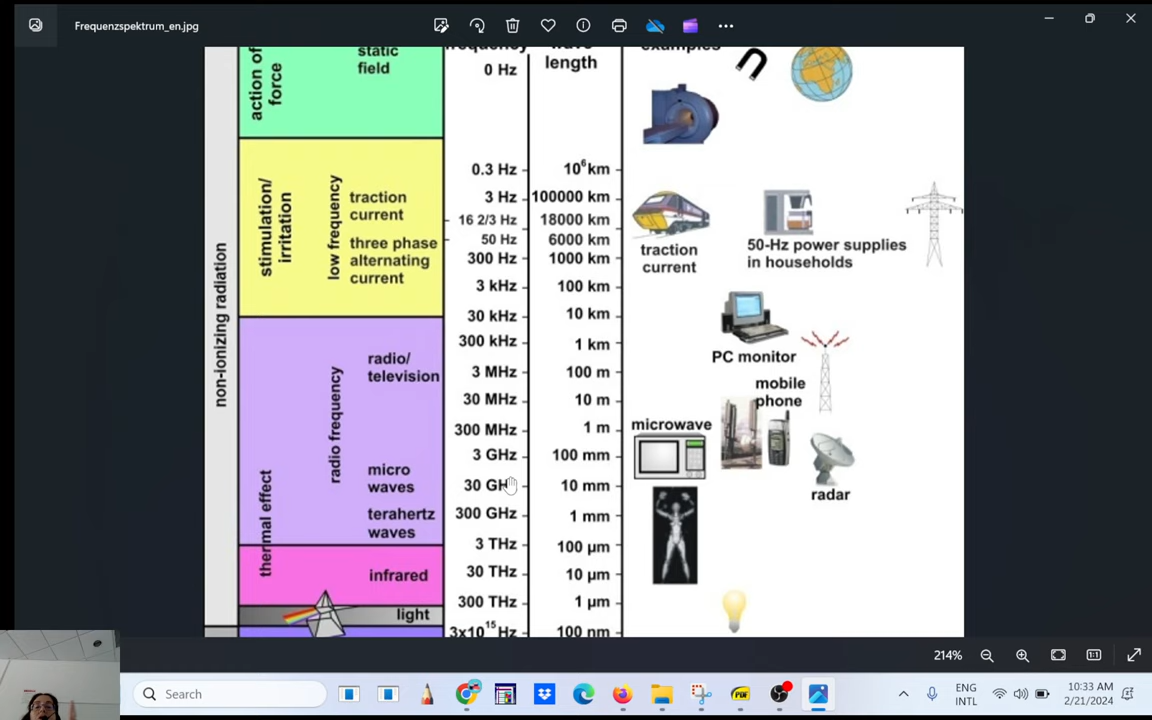 Frequenzspektrum_en.jpg
frequency
wave
length
examples
action of
force
static
field
0 Hz
0.3 Hz
10⁶ km
3 Hz
100000 km
16 2/3 Hz
18000 km
50 Hz
6000 km
300 Hz
1000 km
3 kHz
100 km
30 kHz
10 km
300 kHz
1 km
3 MHz
100 m
30 MHz
10 m
300 MHz
1 m
3 GHz
100 mm
30 GHz
10 mm
300 GHz
1 mm
3 THz
100 µm
30 THz
10 µm
300 THz
1 µm
3x10¹⁵ Hz
100 nm
non-ionizing radiation
stimulation/
irritation
low frequency
traction
current
three phase
alternating
current
thermal effect
radio frequency
radio/
television
micro
waves
terahertz
waves
infrared
light
traction
current
50-Hz power supplies
in households
PC monitor
mobile
phone
microwave
radar
214%
1:1
Search
PDF
ENG
INTL
10:33 AM
2/21/2024